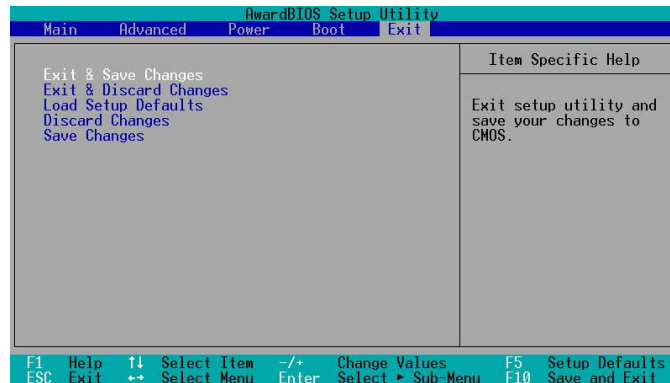 AwardBIOS Setup Utility
Main Advanced Power Boot Exit
Item Specific Help
Exit & Save Changes
Exit & Discard Changes
Load Setup Defaults
Discard Changes
Save Changes
Exit setup utility and
save your changes to
CMOS.
F1 Help ↑↓ Select Item -/+ Change Values F5 Setup Defaults
ESC Exit ←→ Select Menu Enter Select ► Sub-Menu F10 Save and Exit